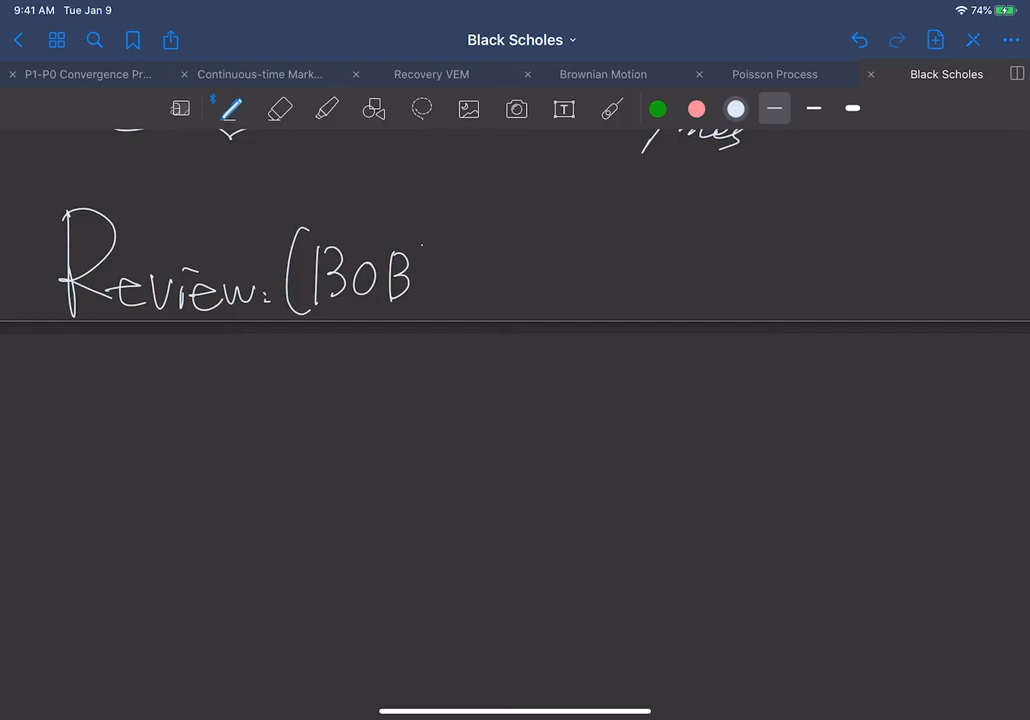 9:41 AM Tue Jan 9 74%
Black Scholes
P1-P0 Convergence Pr... Continuous-time Mark... Recovery VEM Brownian Motion Poisson Process Black Scholes
T
Review: (130B